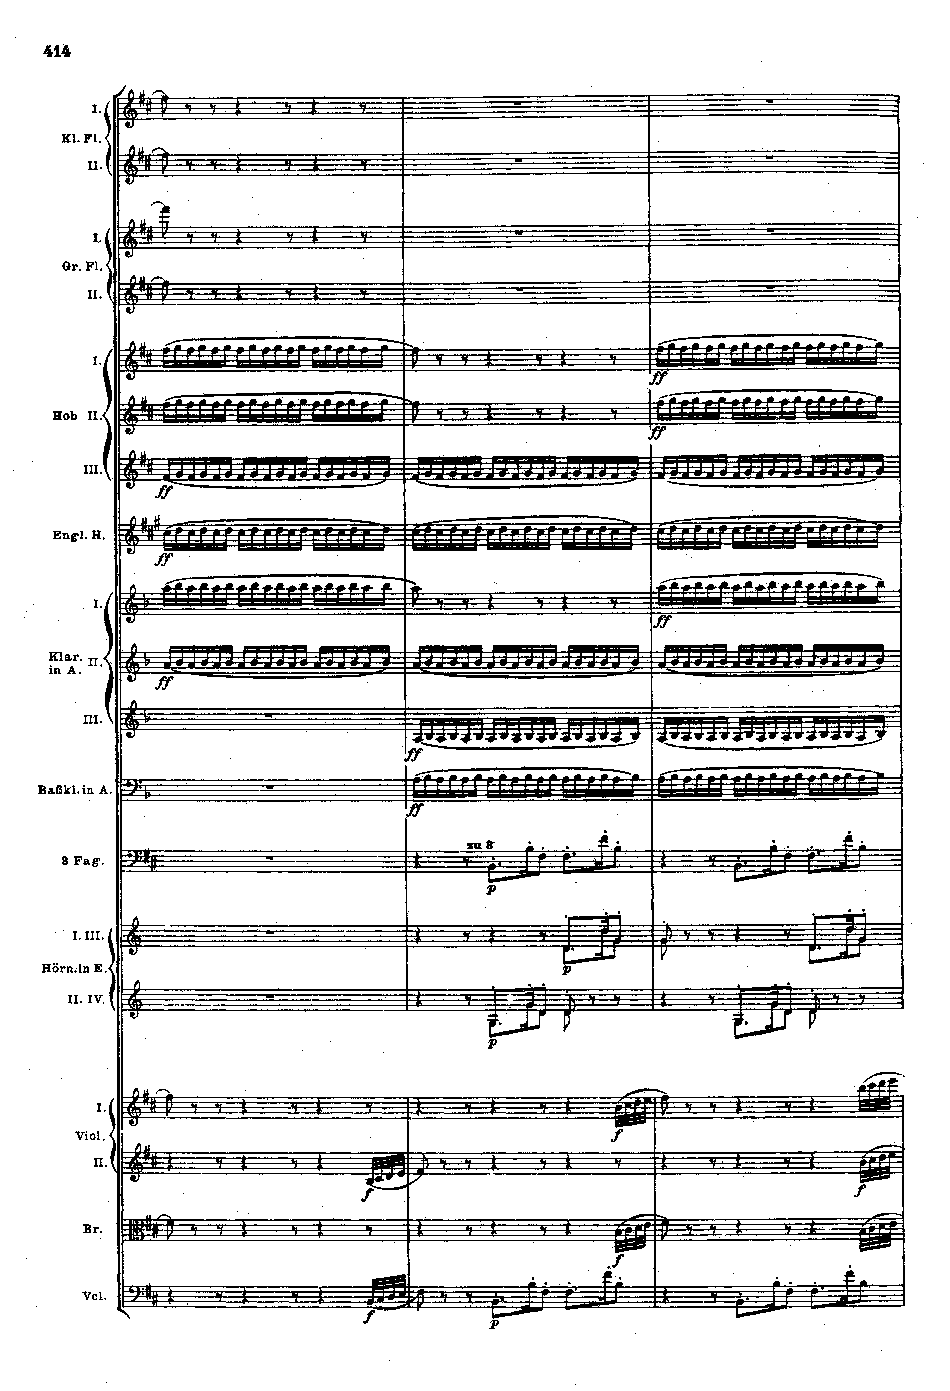 414
I.
Kl. Fl.
II.
I.
Gr. Fl.
II.
I.
ff
Hob II.
ff
III.
ff
Engl. H.
ff
I.
ff
Klar. II.
in A.
ff
III.
ff
Baßkl. in A.
ff
zu 3
3 Fag.
p
I. III.
p
Hörn. in E.
II. IV.
p
I.
f
Viol.
II.
f f
Br.
f
Vcl.
f p